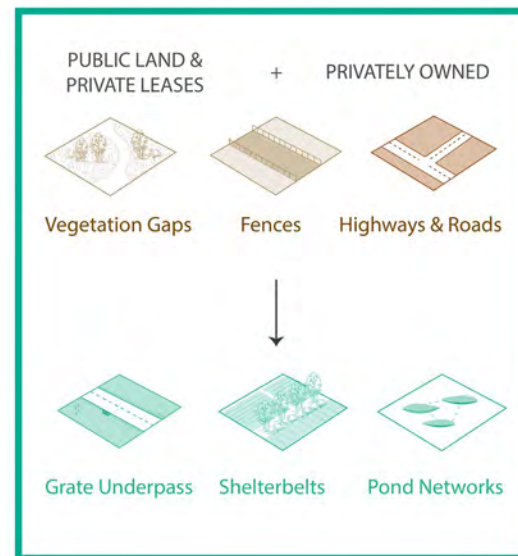 PUBLIC LAND &
PRIVATE LEASES
+
PRIVATELY OWNED
Vegetation Gaps
Fences
Highways & Roads
Grate Underpass
Shelterbelts
Pond Networks